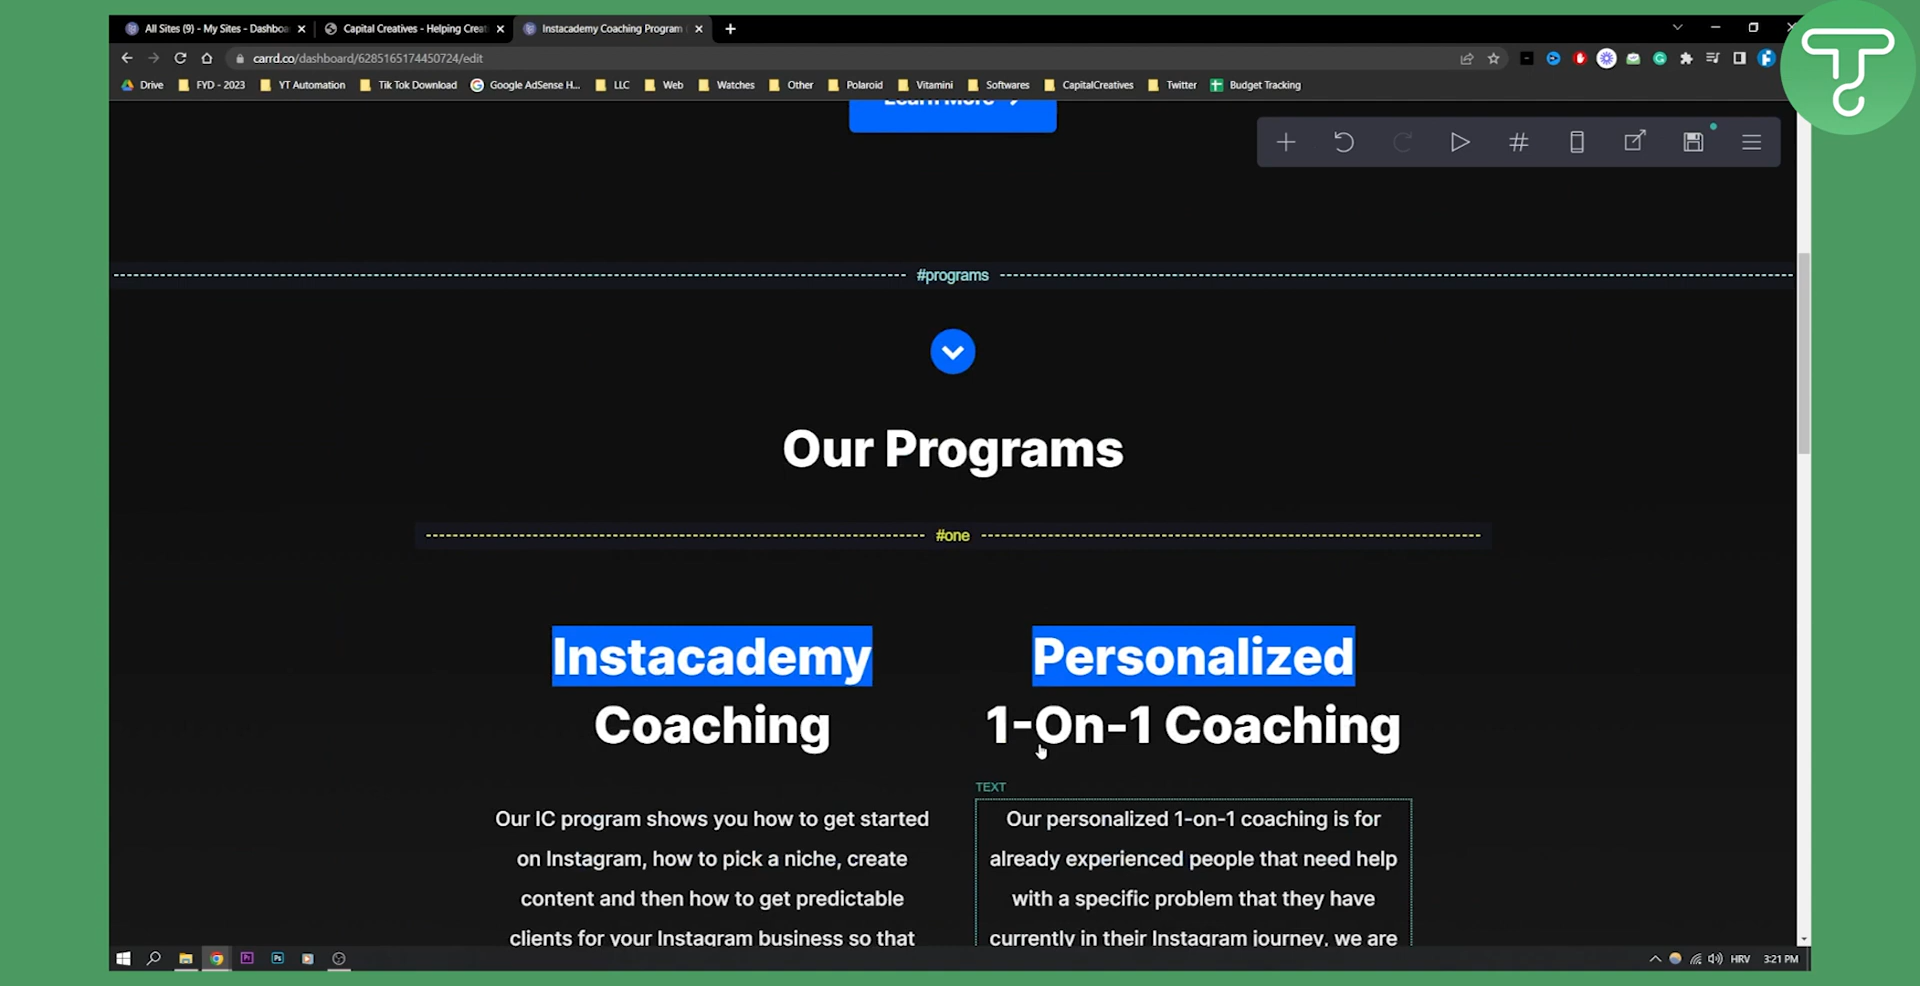 All Sites (9) - My Sites - Dashboa
Capital Creatives - Helping Creat
Instacademy Coaching Program
carrd.co/dashboard/6285165174450724/edit
Drive
FYD - 2023
YT Automation
Tik Tok Download
Google AdSense H...
LLC
Web
Watches
Other
Polaroid
Vitamini
Softwares
CapitalCreatives
Twitter
Budget Tracking
Learn More
#programs
Our Programs
#one
Instacademy
Coaching
Our IC program shows you how to get started
on Instagram, how to pick a niche, create
content and then how to get predictable
clients for your Instagram business so that
Personalized
1-On-1 Coaching
TEXT
Our personalized 1-on-1 coaching is for
already experienced people that need help
with a specific problem that they have
currently in their Instagram journey, we are
Pr
Ps
HRV
3:21 PM